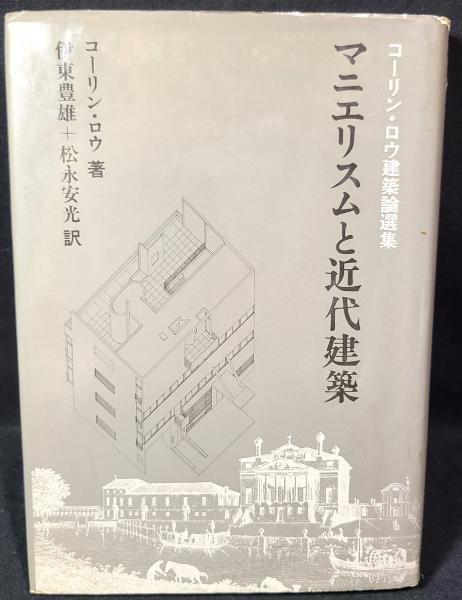 コーリン・ロウ建築論選集
マニエリスムと近代建築
コーリン・ロウ 著
伊東豊雄＋松永安光 訳